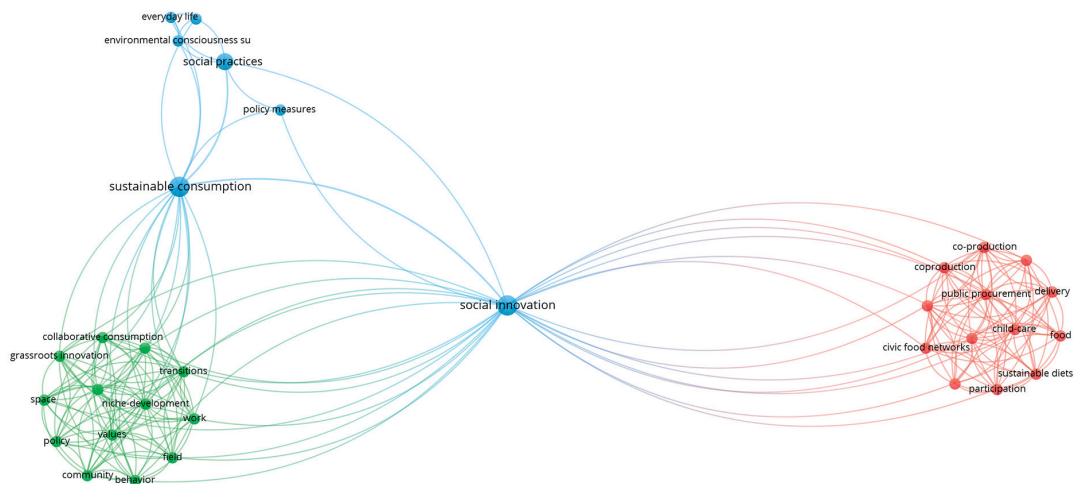 everyday life
environmental consciousness su
social practices
policy measures
sustainable consumption
social innovation
collaborative consumption
grassroots innovation
transitions
space
niche-development
work
values
policy
field
community
behavior
co-production
coproduction
public procurement
delivery
child-care
food
civic food networks
sustainable diets
participation